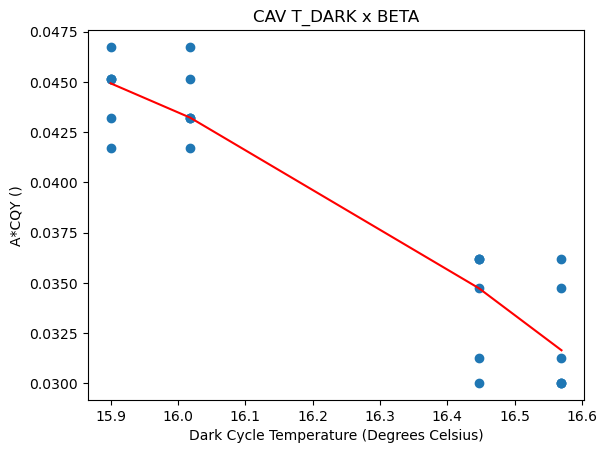 CAV T_DARK x BETA
0.0475
0.0450
0.0425
0.0400
0.0375
0.0350
0.0325
0.0300
A*CQY ()
15.9 16.0 16.1 16.2 16.3 16.4 16.5 16.6
Dark Cycle Temperature (Degrees Celsius)